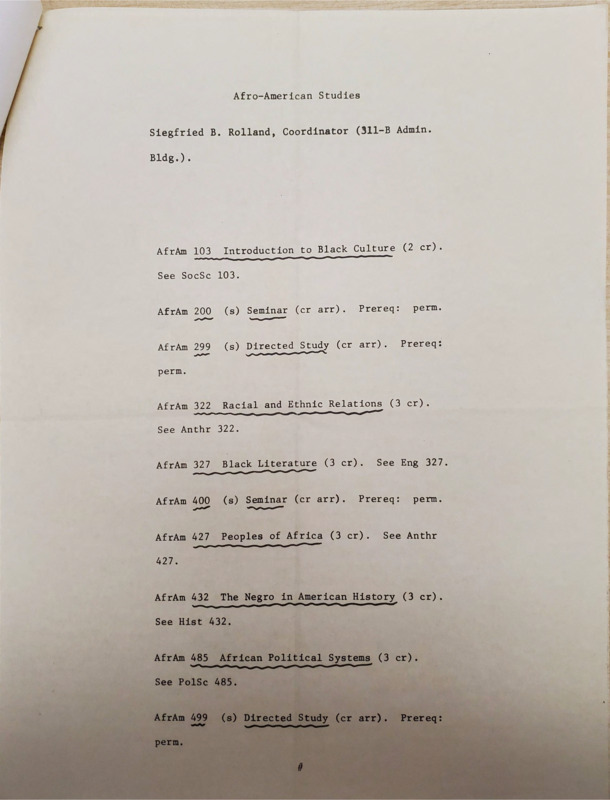 Afro-American Studies
Siegfried B. Rolland, Coordinator (311-B Admin.
Bldg.).
AfrAm 103 Introduction to Black Culture (2 cr).
See SocSc 103.
AfrAm 200 (s) Seminar (cr arr). Prereq: perm.
AfrAm 299 (s) Directed Study (cr arr). Prereq:
perm.
AfrAm 322 Racial and Ethnic Relations (3 cr).
See Anthr 322.
AfrAm 327 Black Literature (3 cr). See Eng 327.
AfrAm 400 (s) Seminar (cr arr). Prereq: perm.
AfrAm 427 Peoples of Africa (3 cr). See Anthr
427.
AfrAm 432 The Negro in American History (3 cr).
See Hist 432.
AfrAm 485 African Political Systems (3 cr).
See PolSc 485.
AfrAm 499 (s) Directed Study (cr arr). Prereq:
perm.